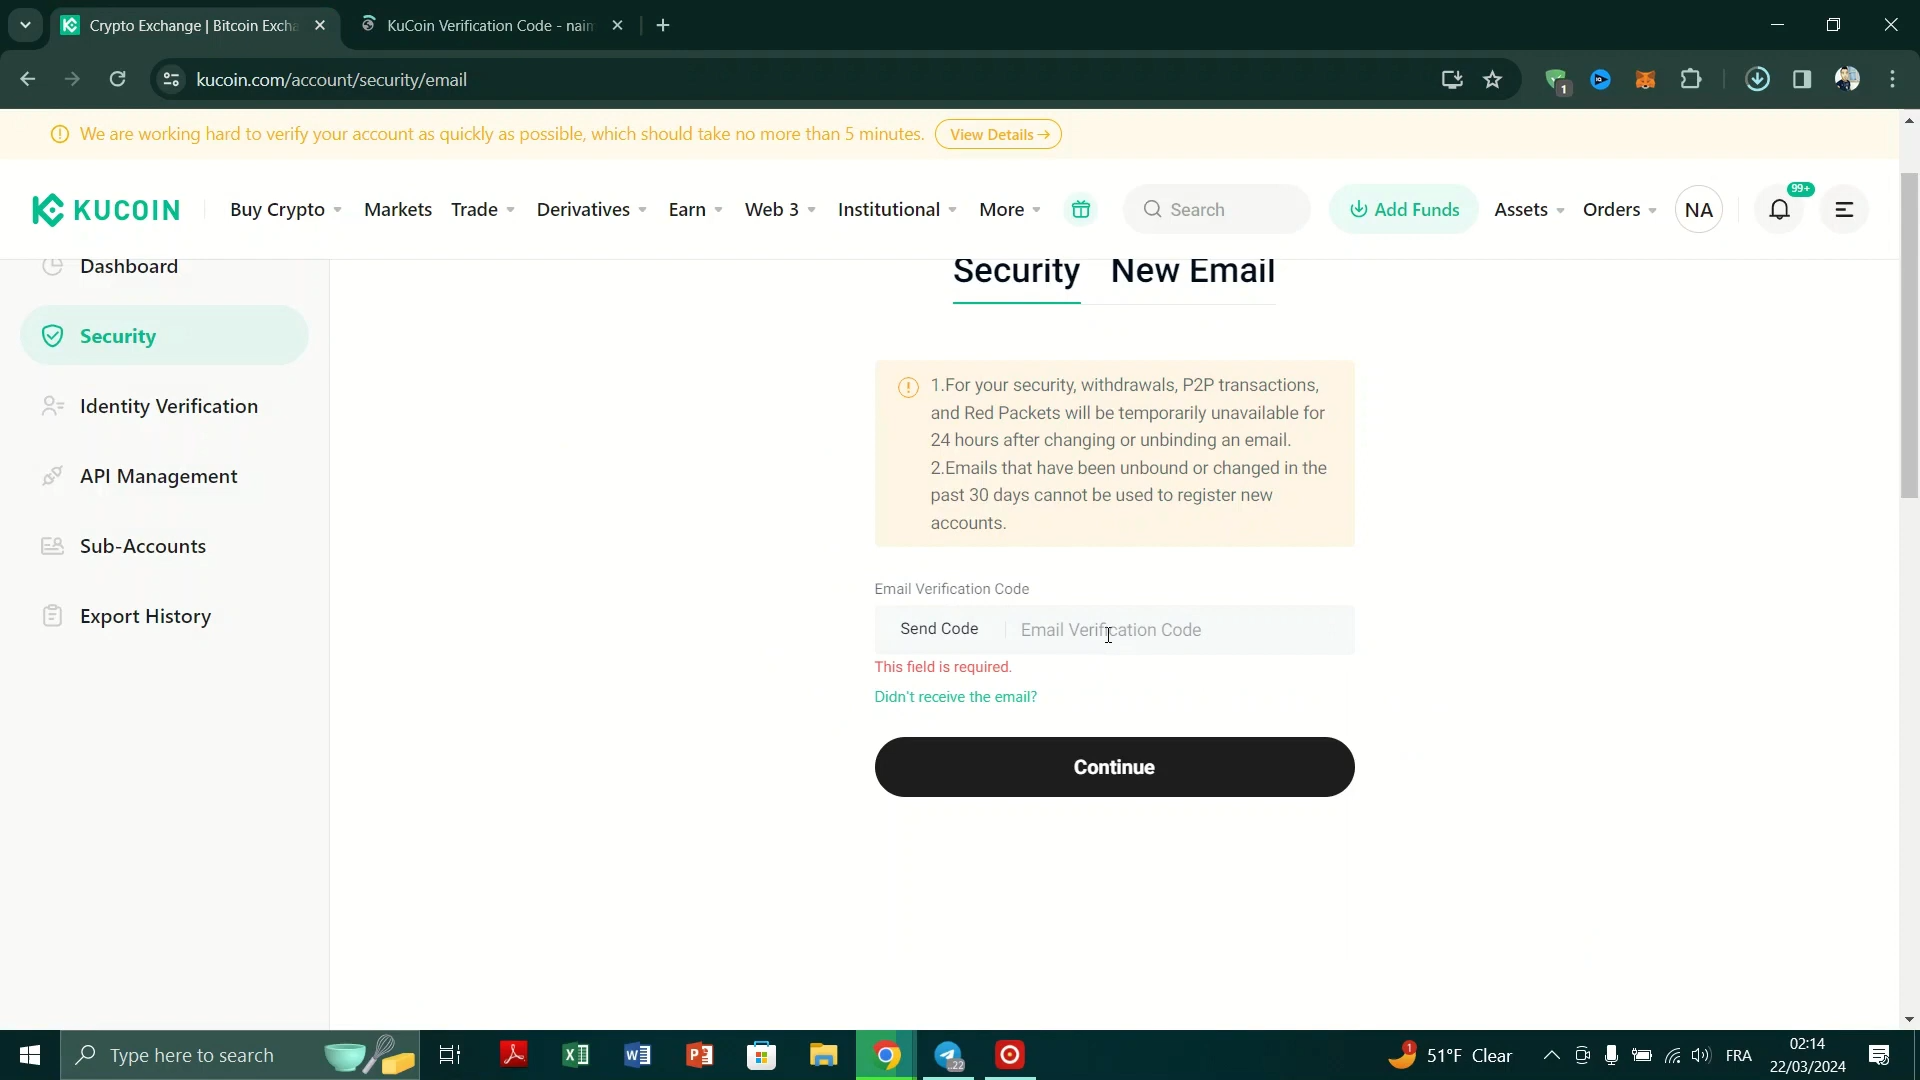 Crypto Exchange | Bitcoin Excha
KuCoin Verification Code - nain
kucoin.com/account/security/email
1
We are working hard to verify your account as quickly as possible, which should take no more than 5 minutes.
View Details →
KUCOIN
Buy Crypto
Markets
Trade
Derivatives
Earn
Web 3
Institutional
More
Search
Add Funds
Assets
Orders
NA
99+
Dashboard
Security
Identity Verification
API Management
Sub-Accounts
Export History
Security New Email
1.For your security, withdrawals, P2P transactions,
and Red Packets will be temporarily unavailable for
24 hours after changing or unbinding an email.
2.Emails that have been unbound or changed in the
past 30 days cannot be used to register new
accounts.
Email Verification Code
Send Code
Email Verification Code
This field is required.
Didn't receive the email?
Continue
Type here to search
22
1
51°F Clear
FRA
02:14
22/03/2024